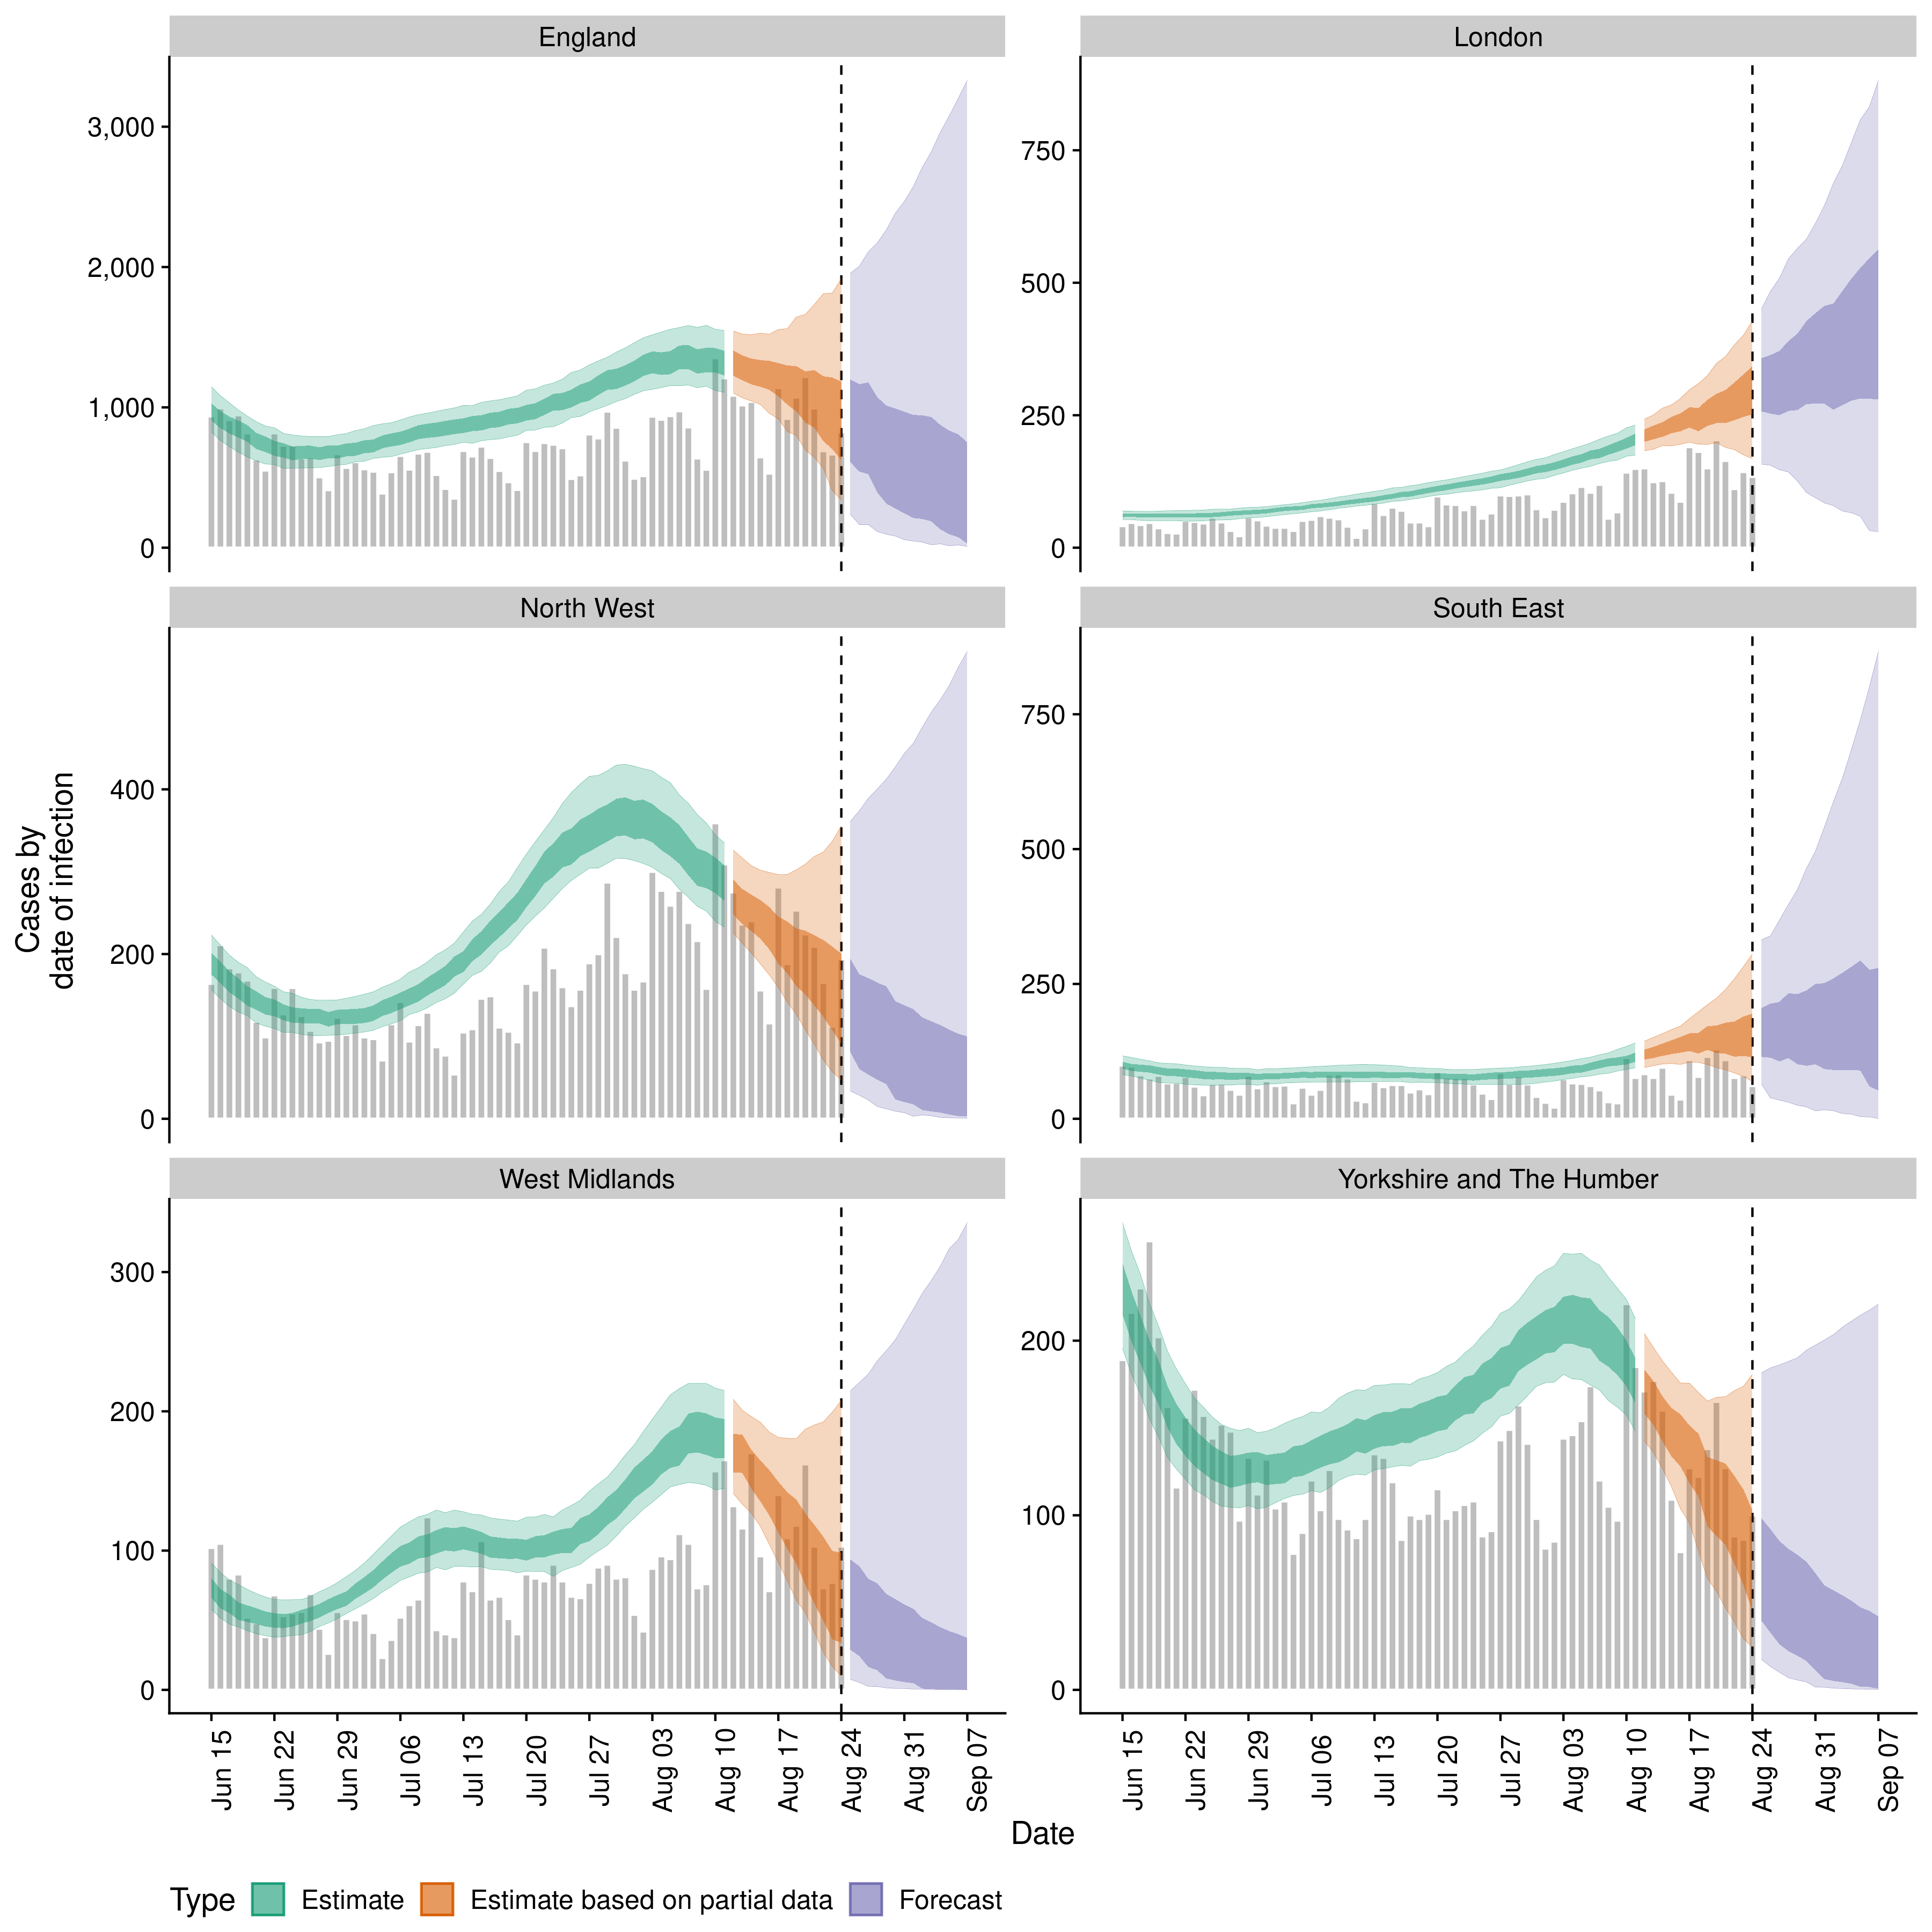 England
London
3,000
2,000
1,000
0
750
500
250
0
North West
South East
400
200
0
750
500
250
0
West Midlands
Yorkshire and The Humber
300
200
100
0
200
100
0
Cases by
date of infection
Jun 15
Jun 22
Jun 29
Jul 06
Jul 13
Jul 20
Jul 27
Aug 03
Aug 10
Aug 17
Aug 24
Aug 31
Sep 07
Jun 15
Jun 22
Jun 29
Jul 06
Jul 13
Jul 20
Jul 27
Aug 03
Aug 10
Aug 17
Aug 24
Aug 31
Sep 07
Date
Type Estimate Estimate based on partial data Forecast